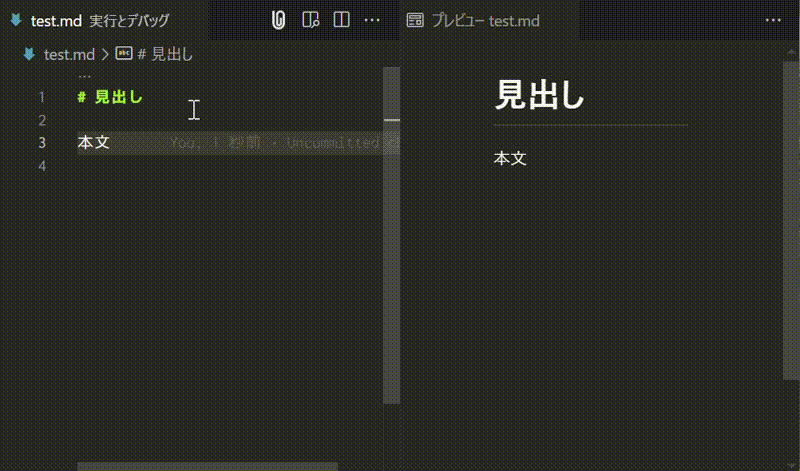 test.md 実行とデバッグ
test.md > # 見出し
...
1 # 見出し
2
3 本文 You, 1 秒前 • Uncommitted
4
プレビュー test.md
見出し
本文